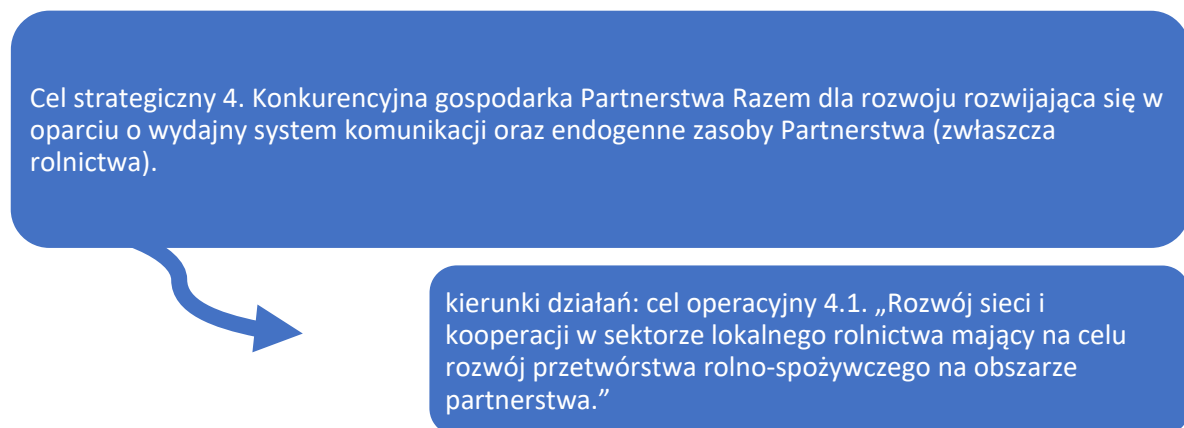 Cel strategiczny 4. Konkurencyjna gospodarka Partnerstwa Razem dla rozwoju rozwijająca się w
oparciu o wydajny system komunikacji oraz endogenne zasoby Partnerstwa (zwłaszcza
rolnictwa).
kierunki działań: cel operacyjny 4.1. „Rozwój sieci i
kooperacji w sektorze lokalnego rolnictwa mający na celu
rozwój przetwórstwa rolno-spożywczego na obszarze
partnerstwa.”